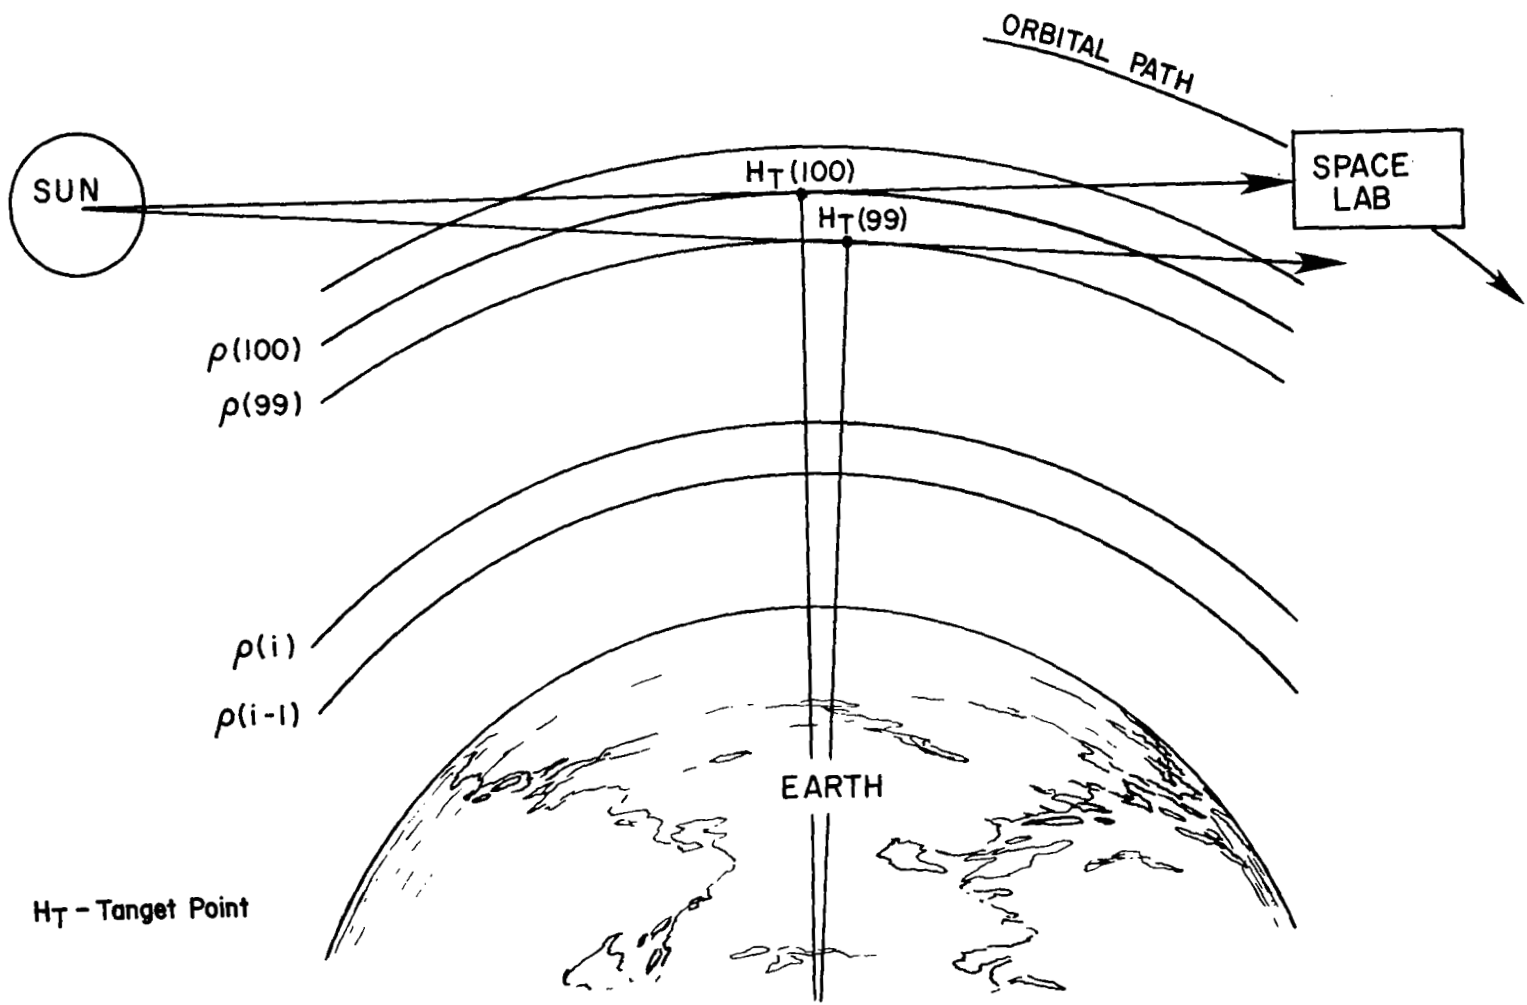 ORBITAL PATH
SUN
SPACE
LAB
HT(100)
HT(99)
ρ(100)
ρ(99)
ρ(i)
ρ(i-1)
EARTH
HT - Tanget Point